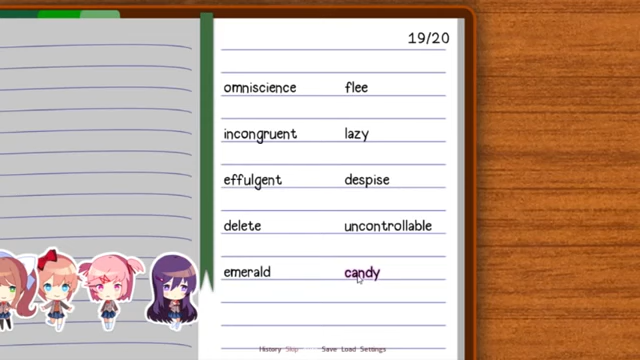 19/20
omniscience flee
incongruent lazy
effulgent despise
delete uncontrollable
emerald candy
History Skip Save Load Settings